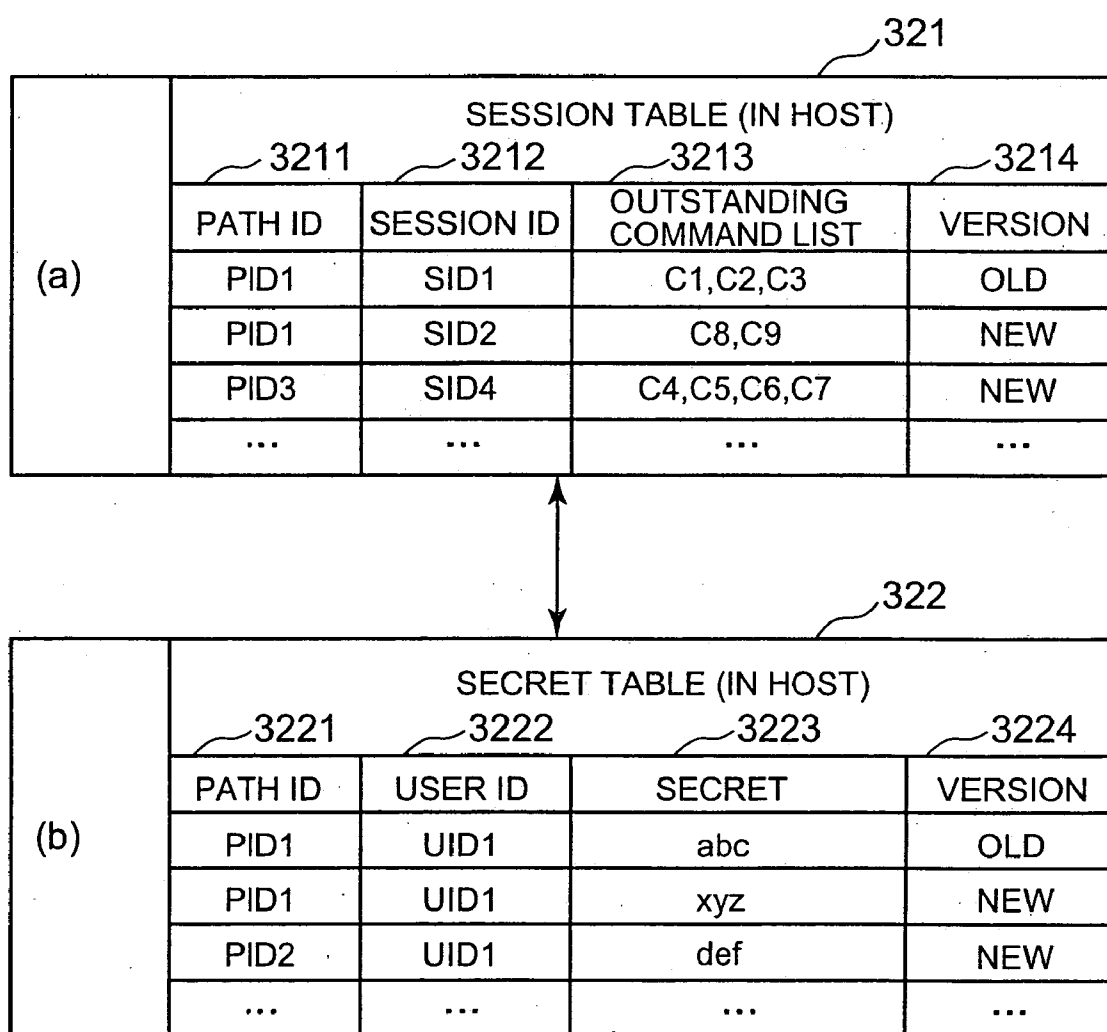 321
SESSION TABLE (IN HOST)
3211 3212 3213 3214
PATH ID SESSION ID OUTSTANDING COMMAND LIST VERSION
(a) PID1 SID1 C1,C2,C3 OLD
PID1 SID2 C8,C9 NEW
PID3 SID4 C4,C5,C6,C7 NEW
... ... ... ...
322
SECRET TABLE (IN HOST)
3221 3222 3223 3224
PATH ID USER ID SECRET VERSION
(b) PID1 UID1 abc OLD
PID1 UID1 xyz NEW
PID2 UID1 def NEW
... ... ... ...